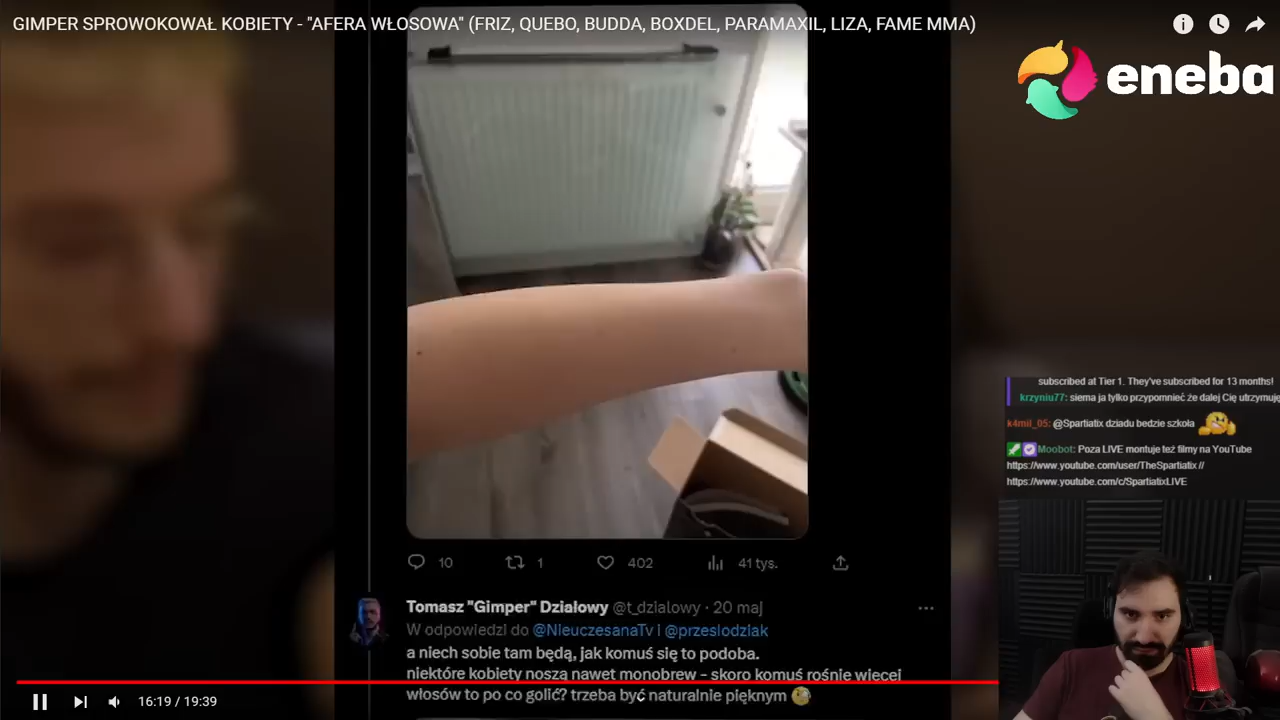 GIMPER SPROWOKOWAŁ KOBIETY - "AFERA WŁOSOWA" (FRIZ, QUEBO, BUDDA, BOXDEL, PARAMAXIL, LIZA, FAME MMA)
eneba
subscribed at Tier 1. They've subscribed for 13 months!
krzyniu77: siema ja tylko przypomnieć że dalej Cię utrzymuję
k4mil_05: @Spartiatix dziadu bedzie szkoła
Moobot: Poza LIVE montuje też filmy na YouTube
https://www.youtube.com/user/TheSpartiatix //
https://www.youtube.com/c/SpartiatixLIVE
10 1 402 41 tys.
Tomasz "Gimper" Działowy @t_dzialowy · 20 maj
W odpowiedzi do @NieuczesanaTv i @przeslodziak
a niech sobie tam będą, jak komuś się to podoba.
niektóre kobiety noszą nawet monobrew - skoro komuś rośnie więcej
włosów to po co golić? trzeba być naturalnie pięknym
16:19 / 19:39